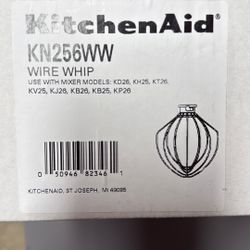 KitchenAid®
KN256WW
WIRE WHIP
USE WITH MIXER MODELS: KD26, KH25, KT26,
KV25, KJ26, KB26, KB25, KP26
0 50946 82346 1
KITCHENAID, ST JOSEPH, MI 49085